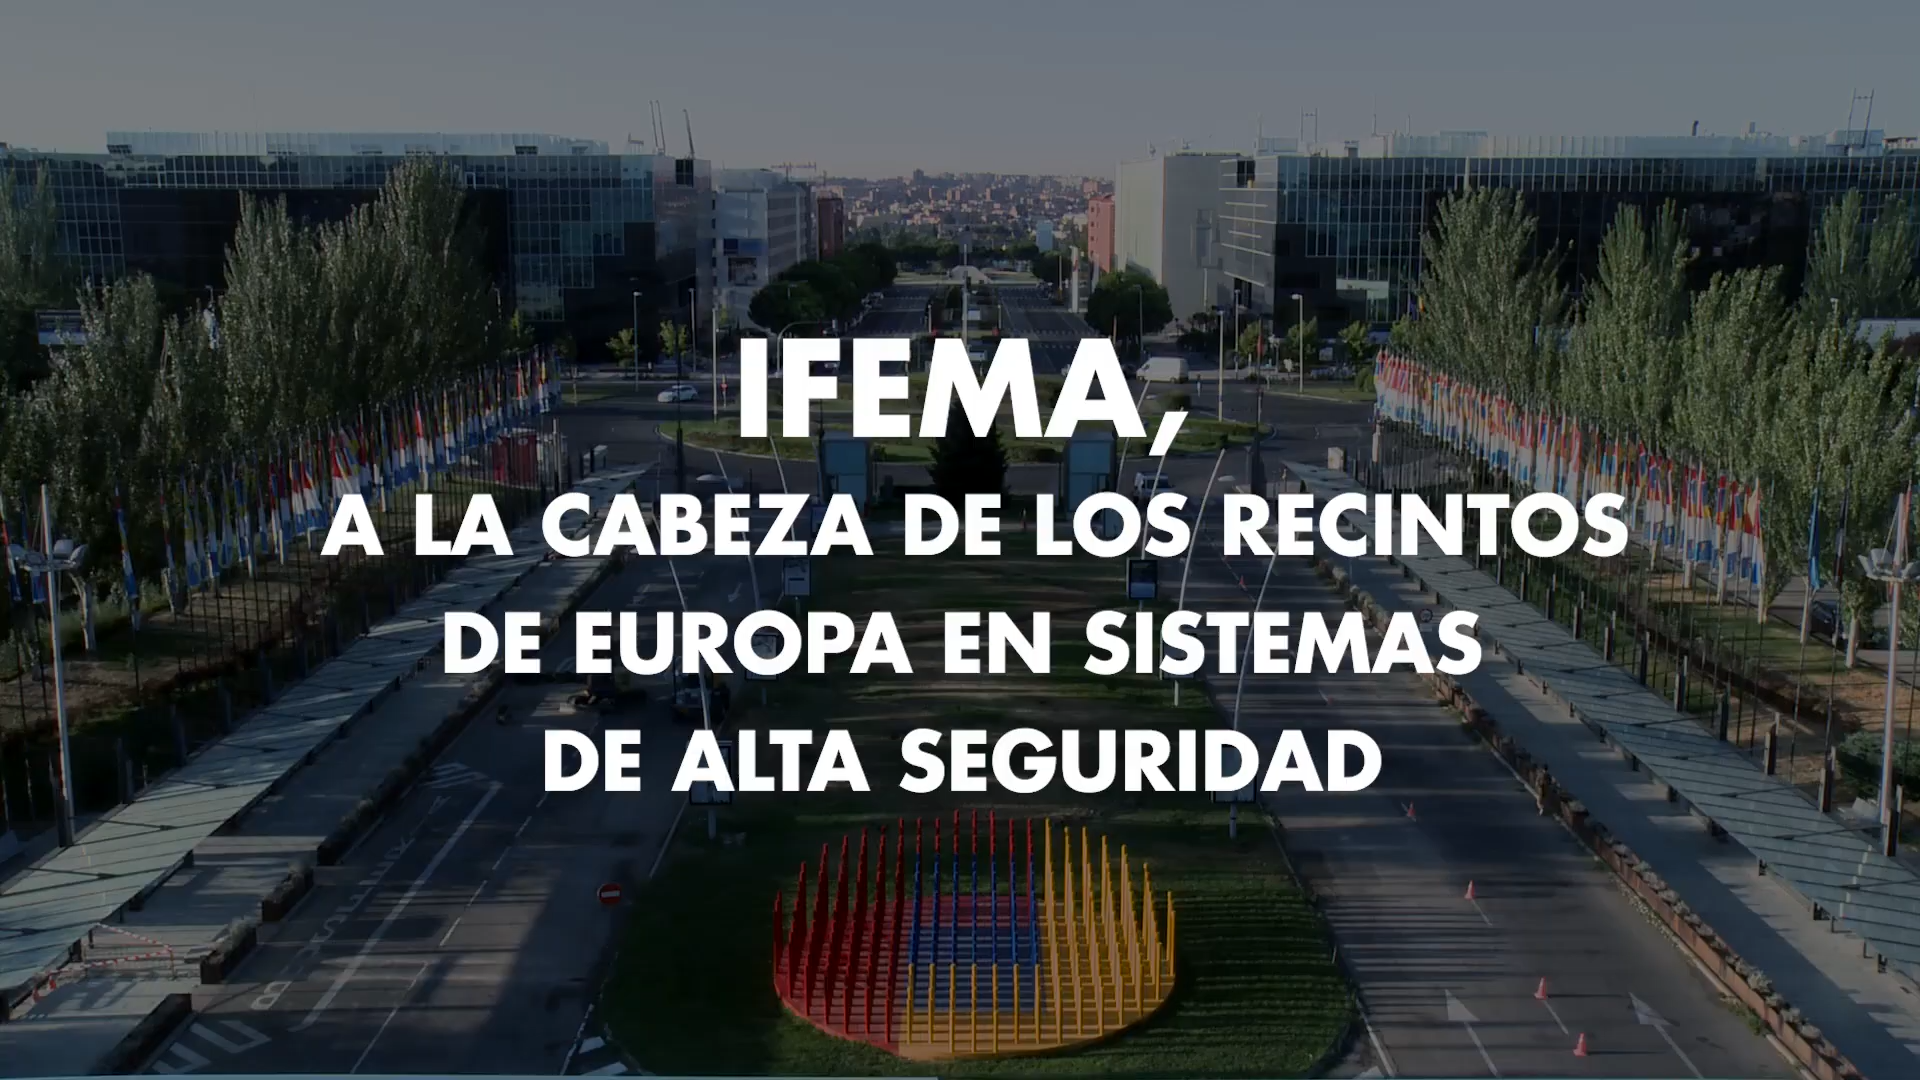 IFEMA,
A LA CABEZA DE LOS RECINTOS
DE EUROPA EN SISTEMAS
DE ALTA SEGURIDAD